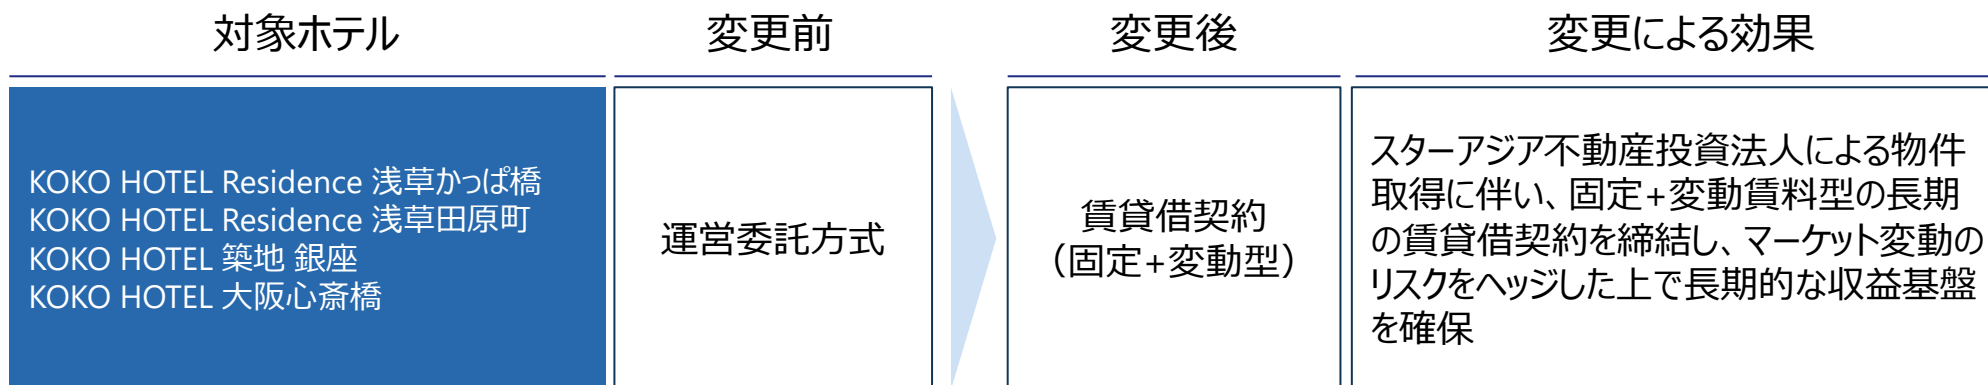 対象ホテル
変更前
変更後
変更による効果
KOKO HOTEL Residence 浅草かっぱ橋
KOKO HOTEL Residence 浅草田原町
KOKO HOTEL 築地 銀座
KOKO HOTEL 大阪心斎橋
運営委託方式
賃貸借契約
（固定+変動型）
スターアジア不動産投資法人による物件
取得に伴い、固定+変動賃料型の長期
の賃貸借契約を締結し、マーケット変動の
リスクをヘッジした上で長期的な収益基盤
を確保